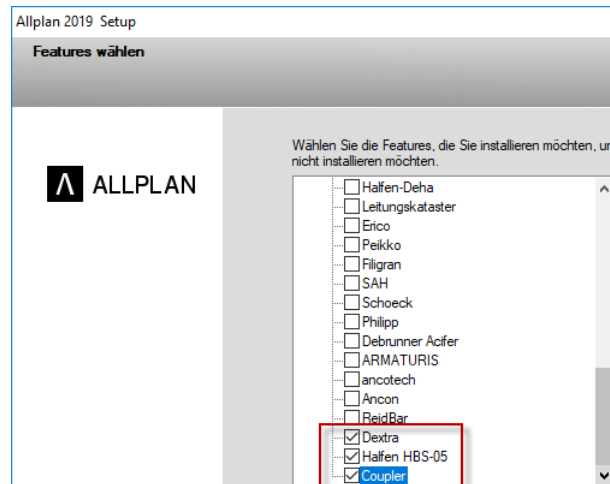 Allplan 2019 Setup
Features wählen
Wählen Sie die Features, die Sie installieren möchten,
nicht installieren möchten.
ALLPLAN
Halfen-Deha
Leitungskataster
Erico
Peikko
Filigran
SAH
Schoeck
Philipp
Debrunner Acifer
ARMATURIS
ancotech
Ancon
ReidBar
Dextra
Halfen HBS-05
Coupler